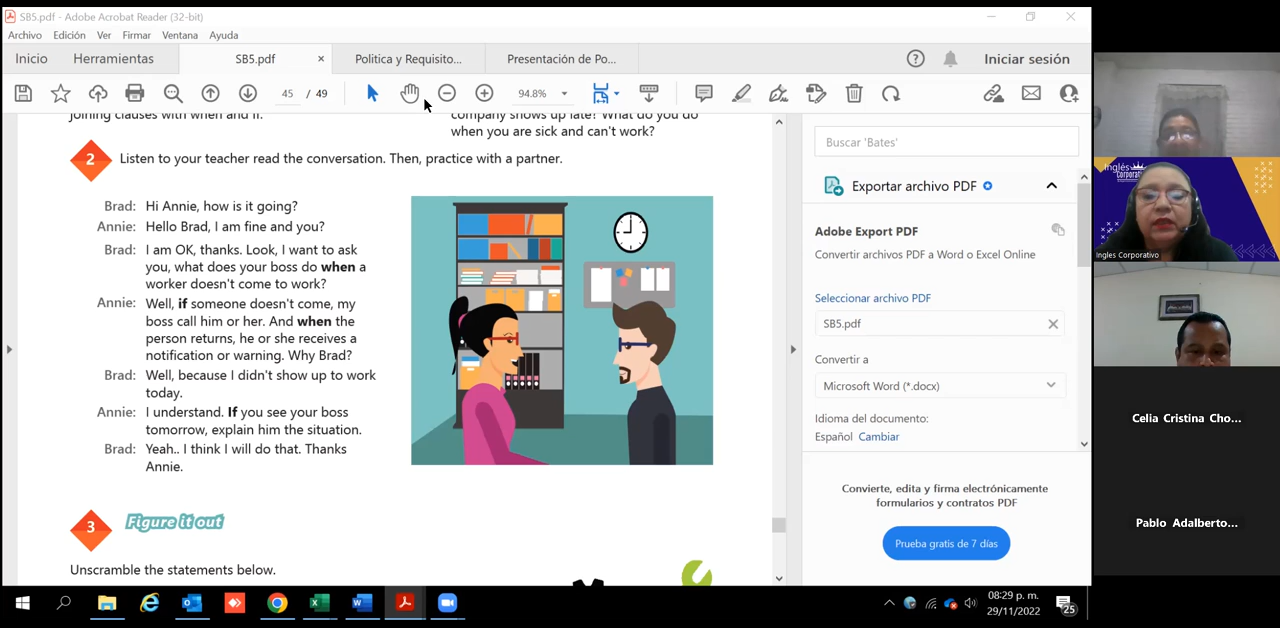 SB5.pdf - Adobe Acrobat Reader (32-bit)
Archivo Edición Ver Firmar Ventana Ayuda
Inicio Herramientas SB5.pdf × Politica y Requisito... Presentación de Po... Iniciar sesión
45 / 49 94.8%
joining clauses with when and if.
company shows up late? What do you do
when you are sick and can't work?
2 Listen to your teacher read the conversation. Then, practice with a partner.
Brad: Hi Annie, how is it going?
Annie: Hello Brad, I am fine and you?
Brad: I am OK, thanks. Look, I want to ask
you, what does your boss do when a
worker doesn't come to work?
Annie: Well, if someone doesn't come, my
boss call him or her. And when the
person returns, he or she receives a
notification or warning. Why Brad?
Brad: Well, because I didn't show up to work
today.
Annie: I understand. If you see your boss
tomorrow, explain him the situation.
Brad: Yeah.. I think I will do that. Thanks
Annie.
3 Figure it out
Unscramble the statements below.
Buscar 'Bates'
Exportar archivo PDF
Adobe Export PDF
Convertir archivos PDF a Word o Excel Online
Seleccionar archivo PDF
SB5.pdf
Convertir a
Microsoft Word (*.docx)
Idioma del documento:
Español Cambiar
Convierte, edita y firma electrónicamente
formularios y contratos PDF
Prueba gratis de 7 días
Inglés
Corporativo
Ingles Corporativo
Celia Cristina Cho...
Pablo Adalberto...
08:29 p. m.
29/11/2022
25